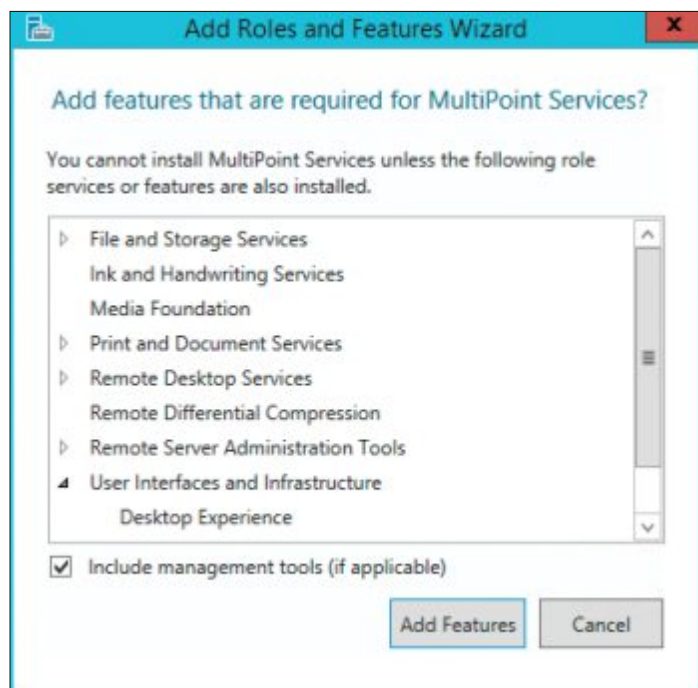 Add Roles and Features Wizard
x
Add features that are required for MultiPoint Services?
You cannot install MultiPoint Services unless the following role
services or features are also installed.
File and Storage Services
Ink and Handwriting Services
Media Foundation
Print and Document Services
Remote Desktop Services
Remote Differential Compression
Remote Server Administration Tools
User Interfaces and Infrastructure
Desktop Experience
Include management tools (if applicable)
Add Features
Cancel